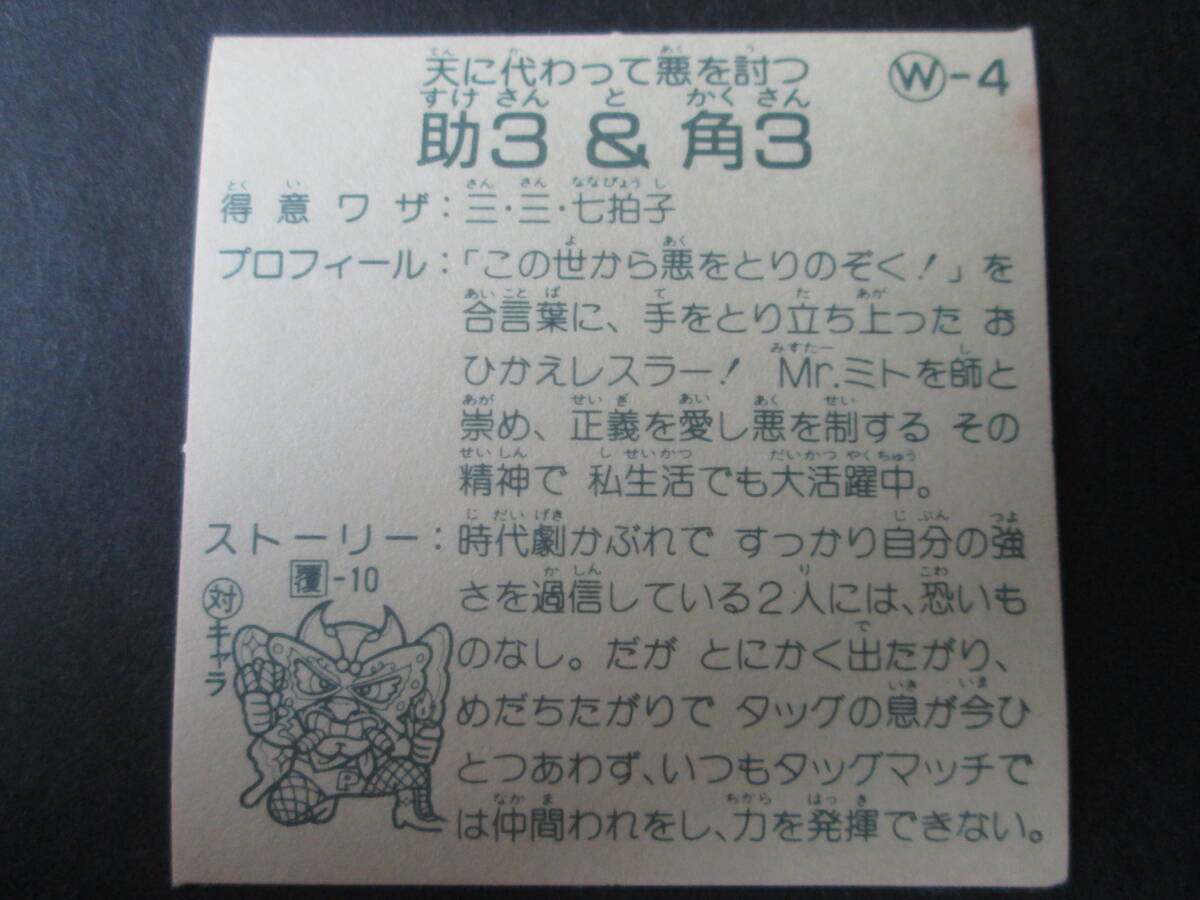 天に代わって悪を討つ
Ⓦ-4
助3 & 角3
得意ワザ：三・三・七拍子
プロフィール：「この世から悪をとりのぞく！」を
合言葉に、手をとり立ち上った お
ひかえレスラー！ Mr.ミトを師と
崇め、正義を愛し悪を制する その
精神で 私生活でも大活躍中。
ストーリー：時代劇かぶれで すっかり自分の強
さを過信している2人には、恐いも
のなし。だが とにかく出たがり、
めだちたがりで タッグの息が今ひ
とつあわず、いつもタッグマッチで
は仲間われをし、力を発揮できない。
覆-10
対キャラ
P